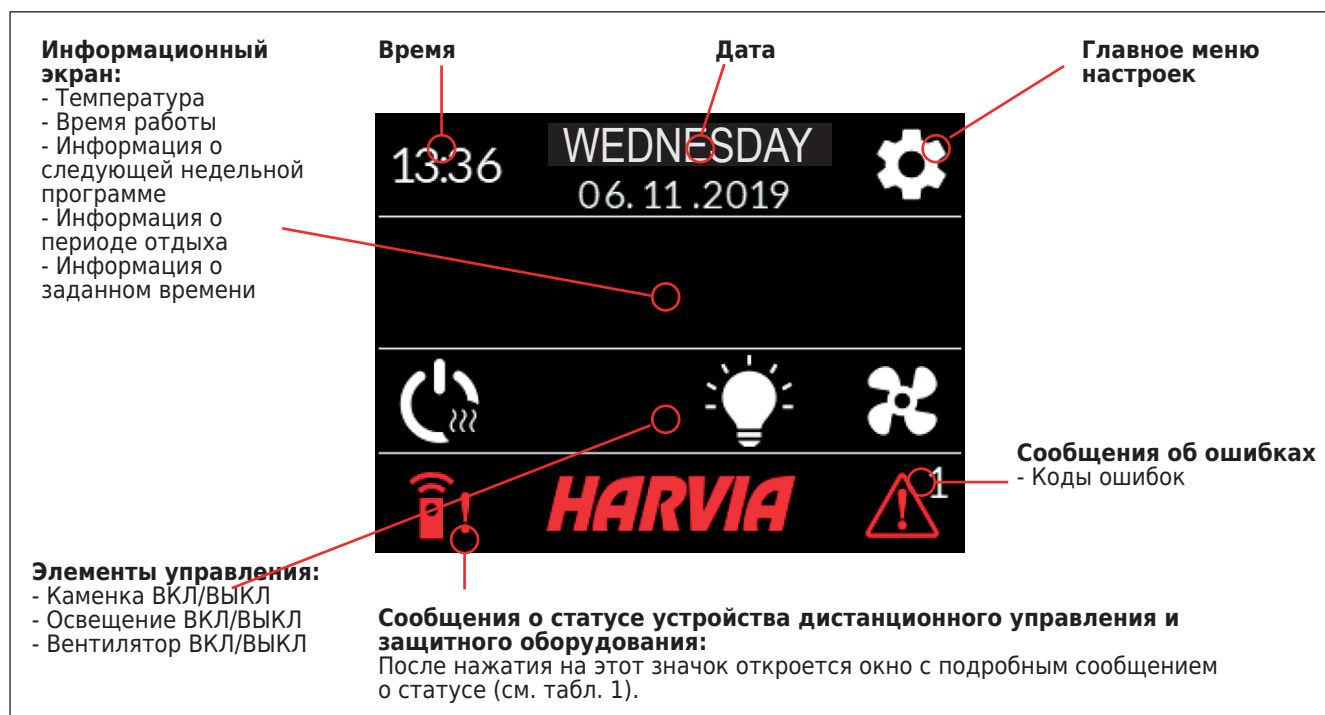 Информационный
экран:
- Температура
- Время работы
- Информация о
следующей недельной
программе
- Информация о
периоде отдыха
- Информация о
заданном времени
Время
Дата
Главное меню
настроек
13:36
WEDNESDAY
06. 11 .2019
HARVIA
1
Сообщения об ошибках
- Коды ошибок
Элементы управления:
- Каменка ВКЛ/ВЫКЛ
- Освещение ВКЛ/ВЫКЛ
- Вентилятор ВКЛ/ВЫКЛ
Сообщения о статусе устройства дистанционного управления и
защитного оборудования:
После нажатия на этот значок откроется окно с подробным сообщением
о статусе (см. табл. 1).